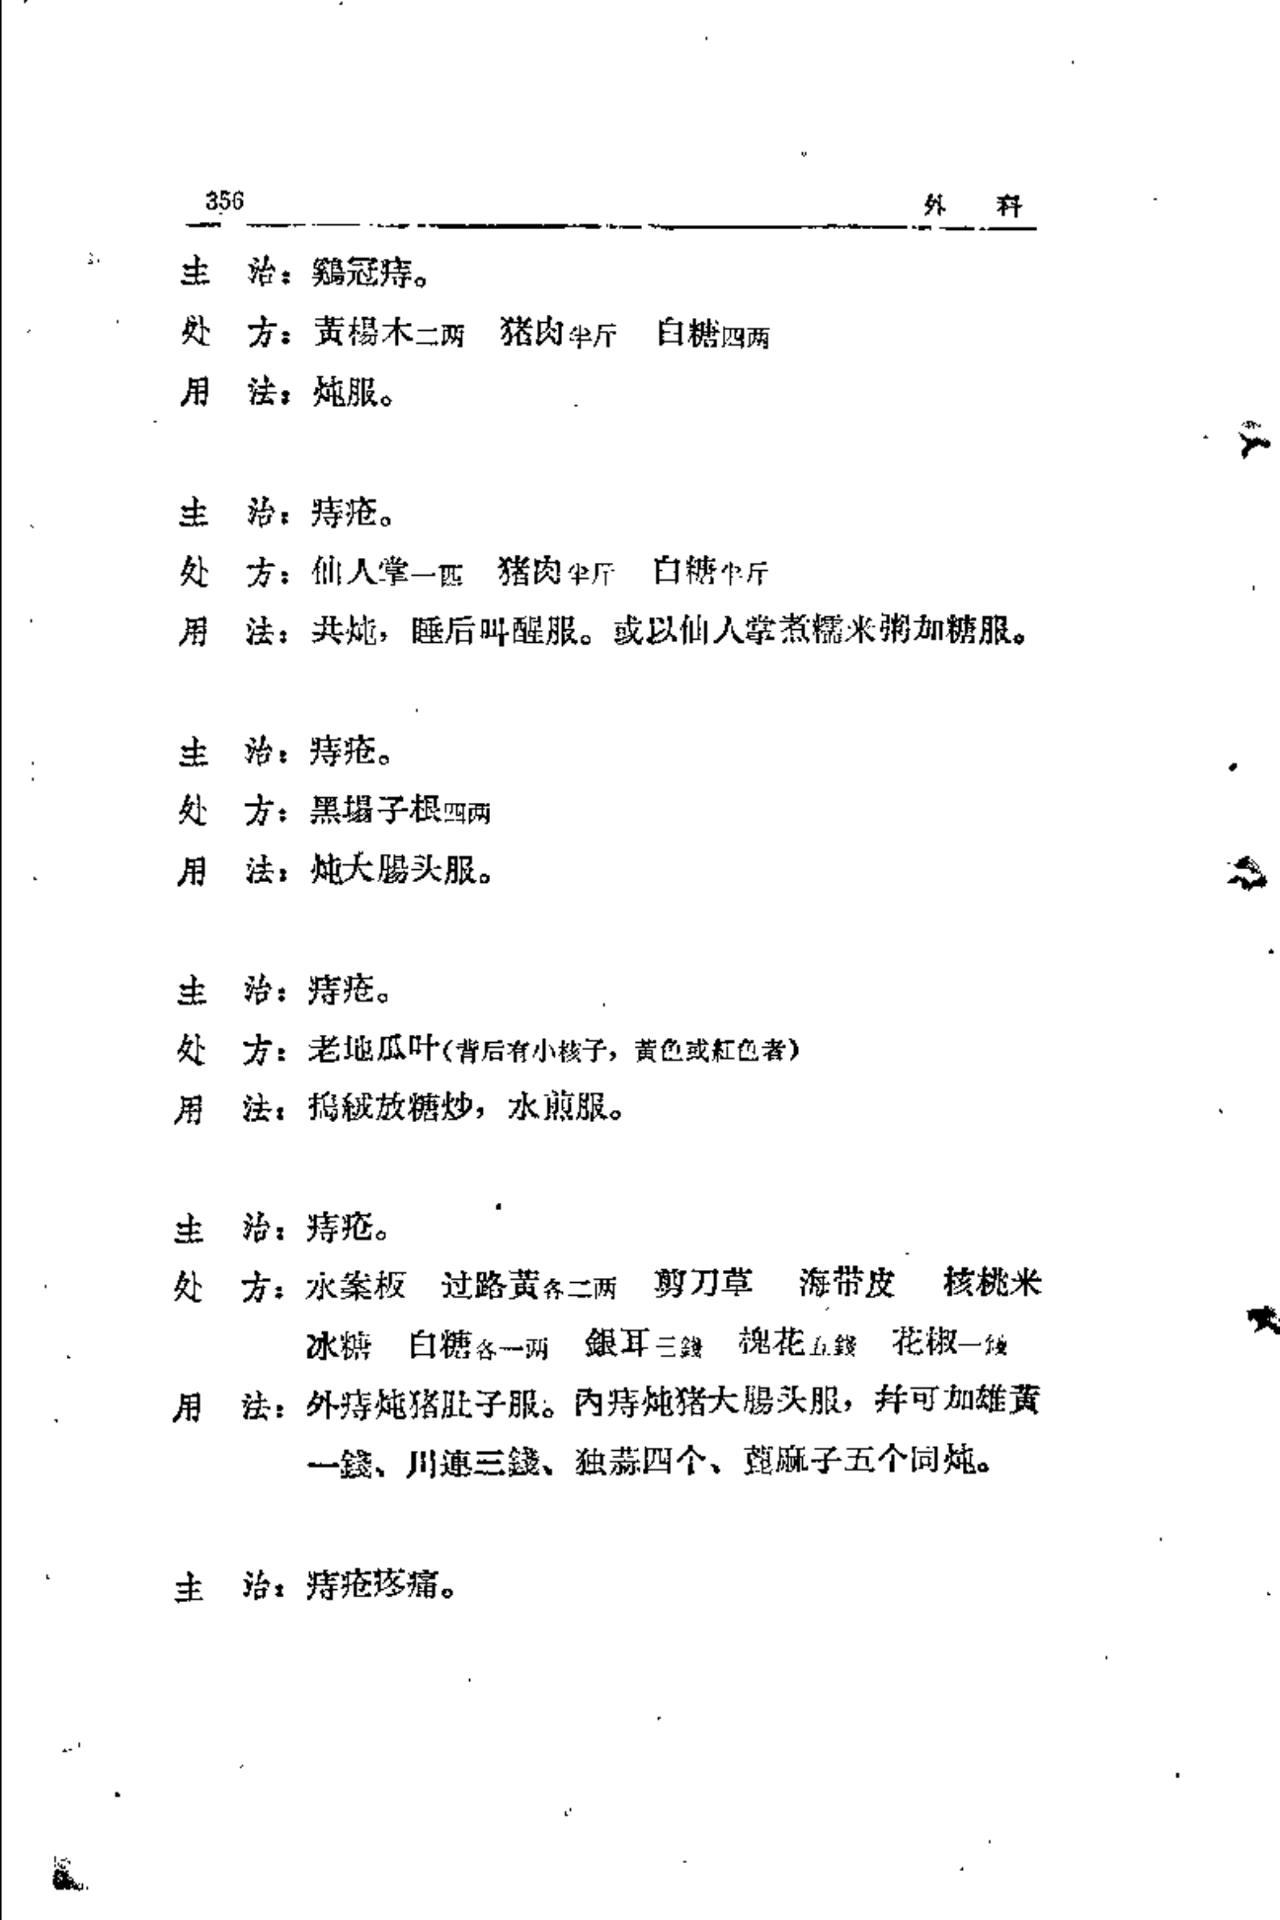 356 外　科
主　治：鷄冠痔。
处　方：黄楊木二两　猪肉半斤　白糖四两
用　法：炖服。
主　治：痔疮。
处　方：仙人掌一匹　猪肉半斤　白糖半斤
用　法：共炖，睡后叫醒服。或以仙人掌煮糯米粥加糖服。
主　治：痔疮。
处　方：黑塌子根四两
用　法：炖大腸头服。
主　治：痔疮。
处　方：老地瓜叶(背后有小核子，黄色或紅色者)
用　法：搗絨放糖炒，水煎服。
主　治：痔疮。
处　方：水案板　过路黄各二两　剪刀草　海带皮　核桃米
冰糖　白糖各一两　銀耳三錢　槐花五錢　花椒一錢
用　法：外痔炖猪肚子服。内痔炖猪大腸头服，幷可加雄黄
一錢、川連三錢、独蒜四个、蓖麻子五个同炖。
主　治：痔疮疼痛。